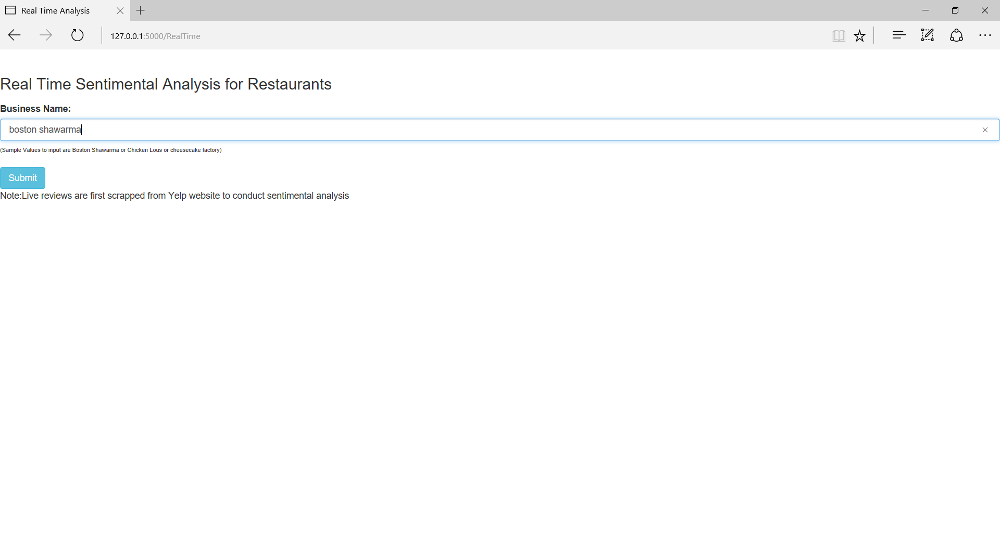 Real Time Analysis
127.0.0.1:5000/RealTime
Real Time Sentimental Analysis for Restaurants
Business Name:
boston shawarma
(Sample Values to input are Boston Shawarma or Chicken Lous or cheesecake factory)
Submit
Note:Live reviews are first scrapped from Yelp website to conduct sentimental analysis